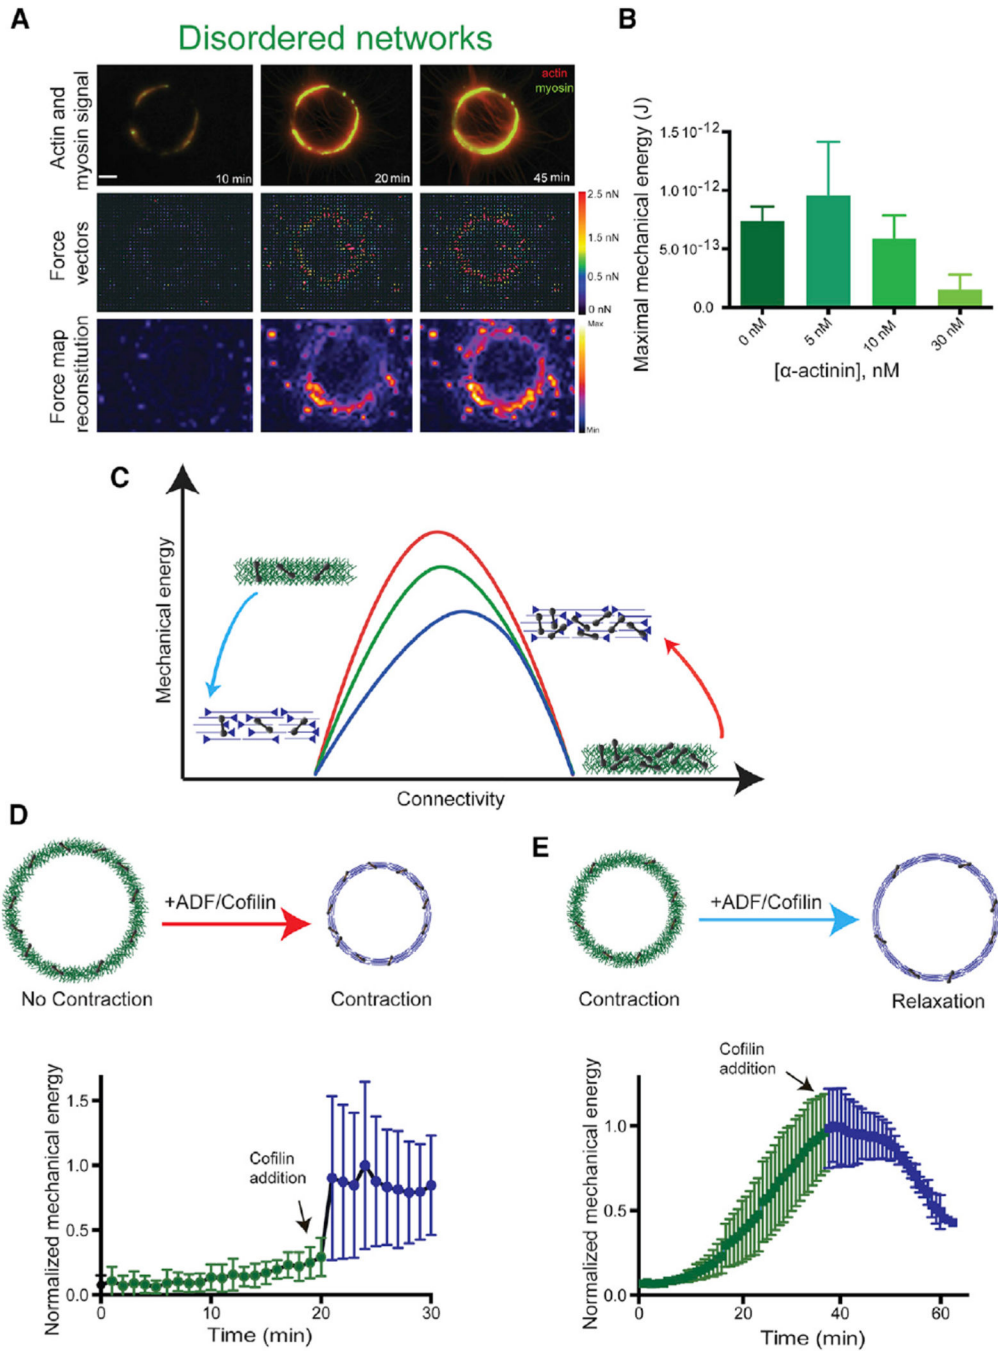 A
Disordered networks
Actin and
myosin signal
actin
myosin
10 min
20 min
45 min
Force
vectors
2.5 nN
1.5 nN
0.5 nN
0 nN
Force map
reconstitution
Max
Min
B
Maximal mechanical energy (J)
1.5 10-12
1.0 10-12
5.0 10-13
0.0
0 nM
5 nM
10 nM
30 nM
[α-actinin], nM
C
Mechanical energy
Connectivity
D
+ADF/Cofilin
No Contraction
Contraction
Normalized mechanical energy
1.5
1.0
0.5
0.0
Cofilin
addition
0
10
20
30
Time (min)
E
+ADF/Cofilin
Contraction
Relaxation
Normalized mechanical energy
1.0
0.5
0.0
Cofilin
addition
0
20
40
60
Time (min)